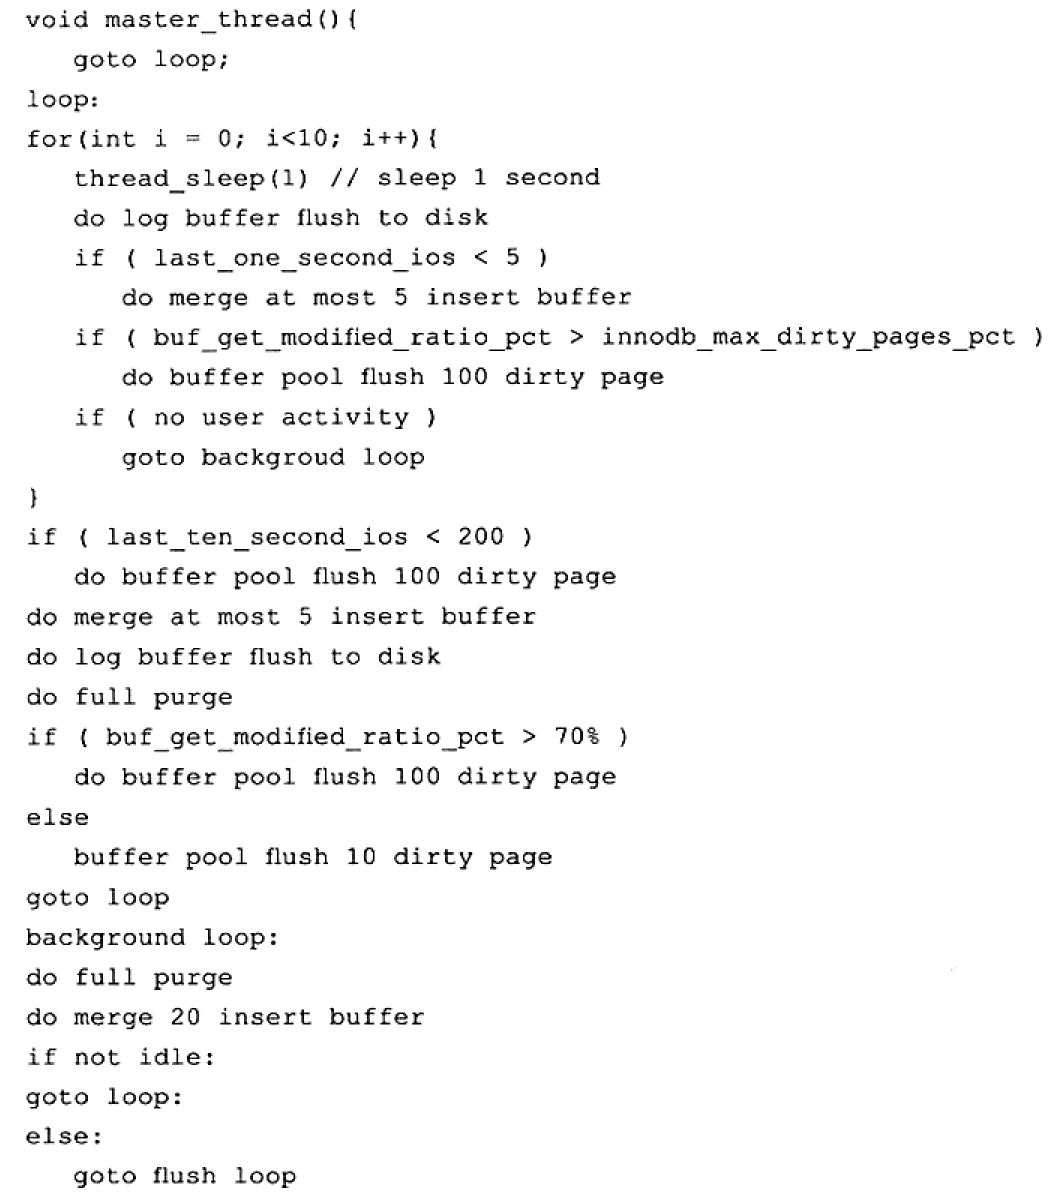 void master_thread(){
goto loop;
loop:
for(int i = 0; i<10; i++){
thread_sleep(1) // sleep 1 second
do log buffer flush to disk
if ( last_one_second_ios < 5 )
do merge at most 5 insert buffer
if ( buf_get_modified_ratio_pct > innodb_max_dirty_pages_pct )
do buffer pool flush 100 dirty page
if ( no user activity )
goto backgroud loop
}
if ( last_ten_second_ios < 200 )
do buffer pool flush 100 dirty page
do merge at most 5 insert buffer
do log buffer flush to disk
do full purge
if ( buf_get_modified_ratio_pct > 70% )
do buffer pool flush 100 dirty page
else
buffer pool flush 10 dirty page
goto loop
background loop:
do full purge
do merge 20 insert buffer
if not idle:
goto loop:
else:
goto flush loop